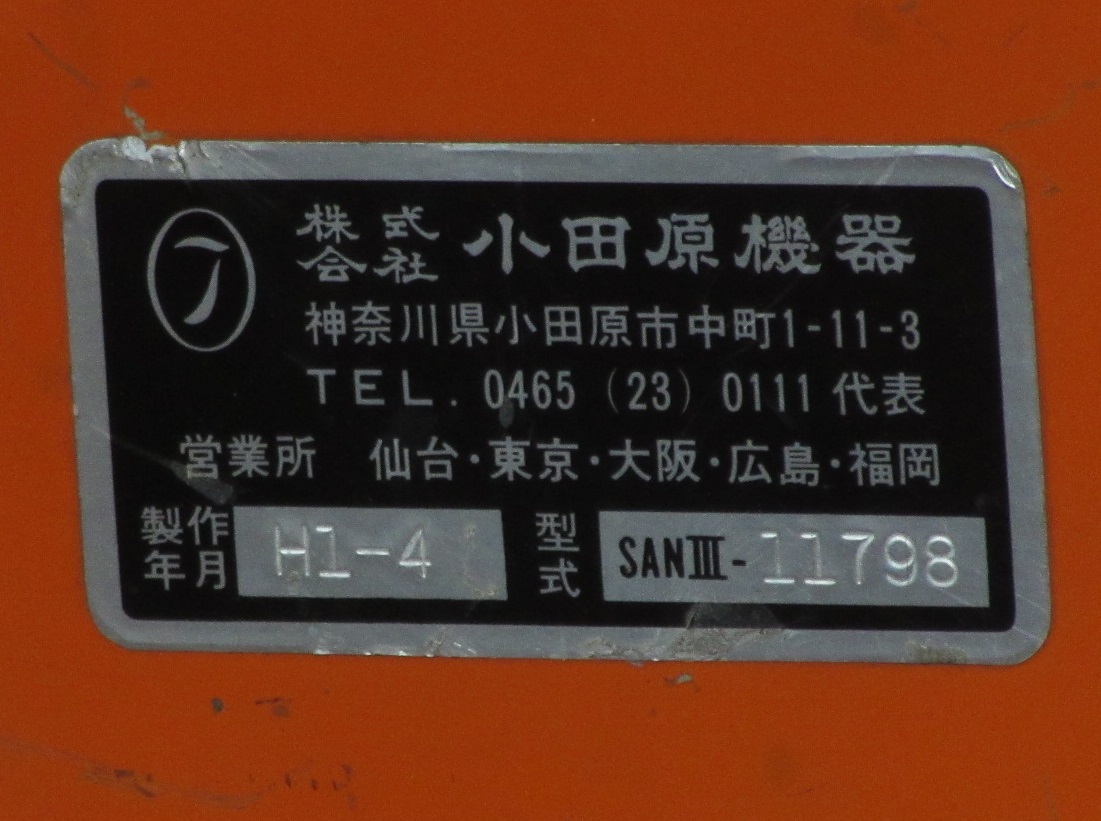 株式会社 小田原機器
神奈川県小田原市中町1-11-3
TEL. 0465 (23) 0111 代表
営業所 仙台・東京・大阪・広島・福岡
製作年月 H1-4 型式 SANⅢ-11798